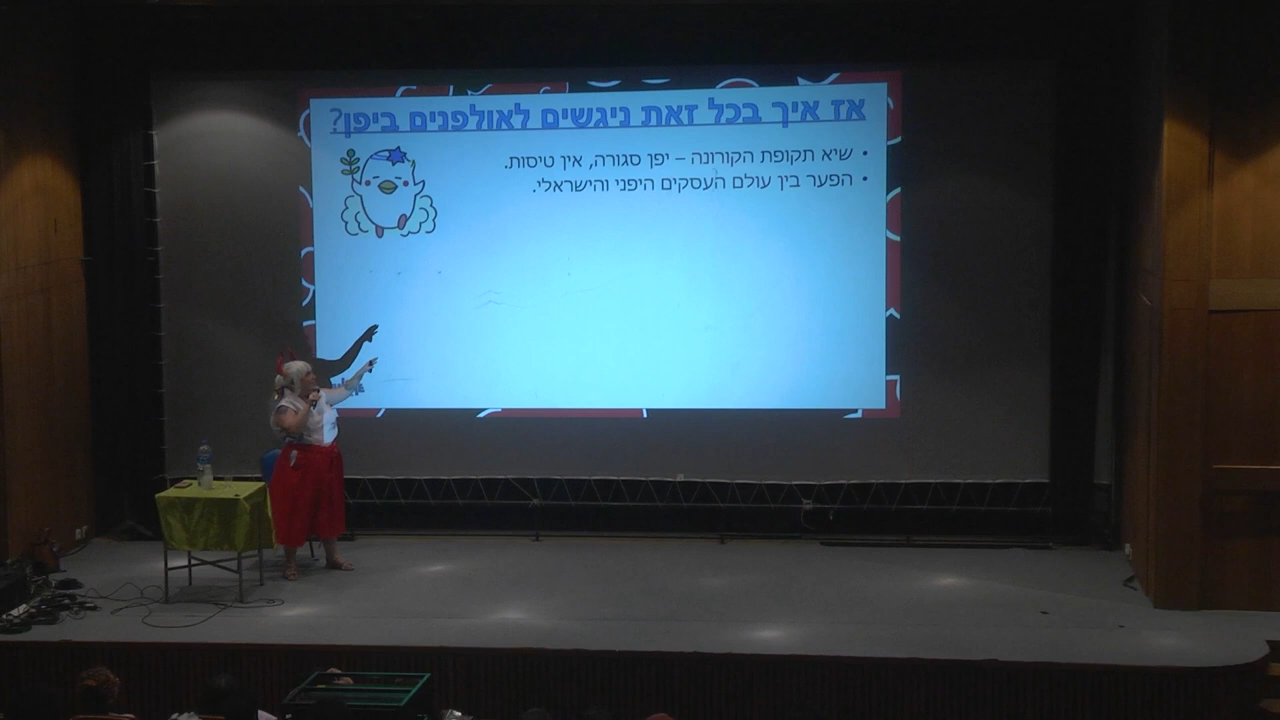 אז איך בכל זאת ניגשים לאולפנים ביפן?
• שיא תקופת הקורונה – יפן סגורה, אין טיסות.
• הפער בין עולם העסקים היפני והישראלי.